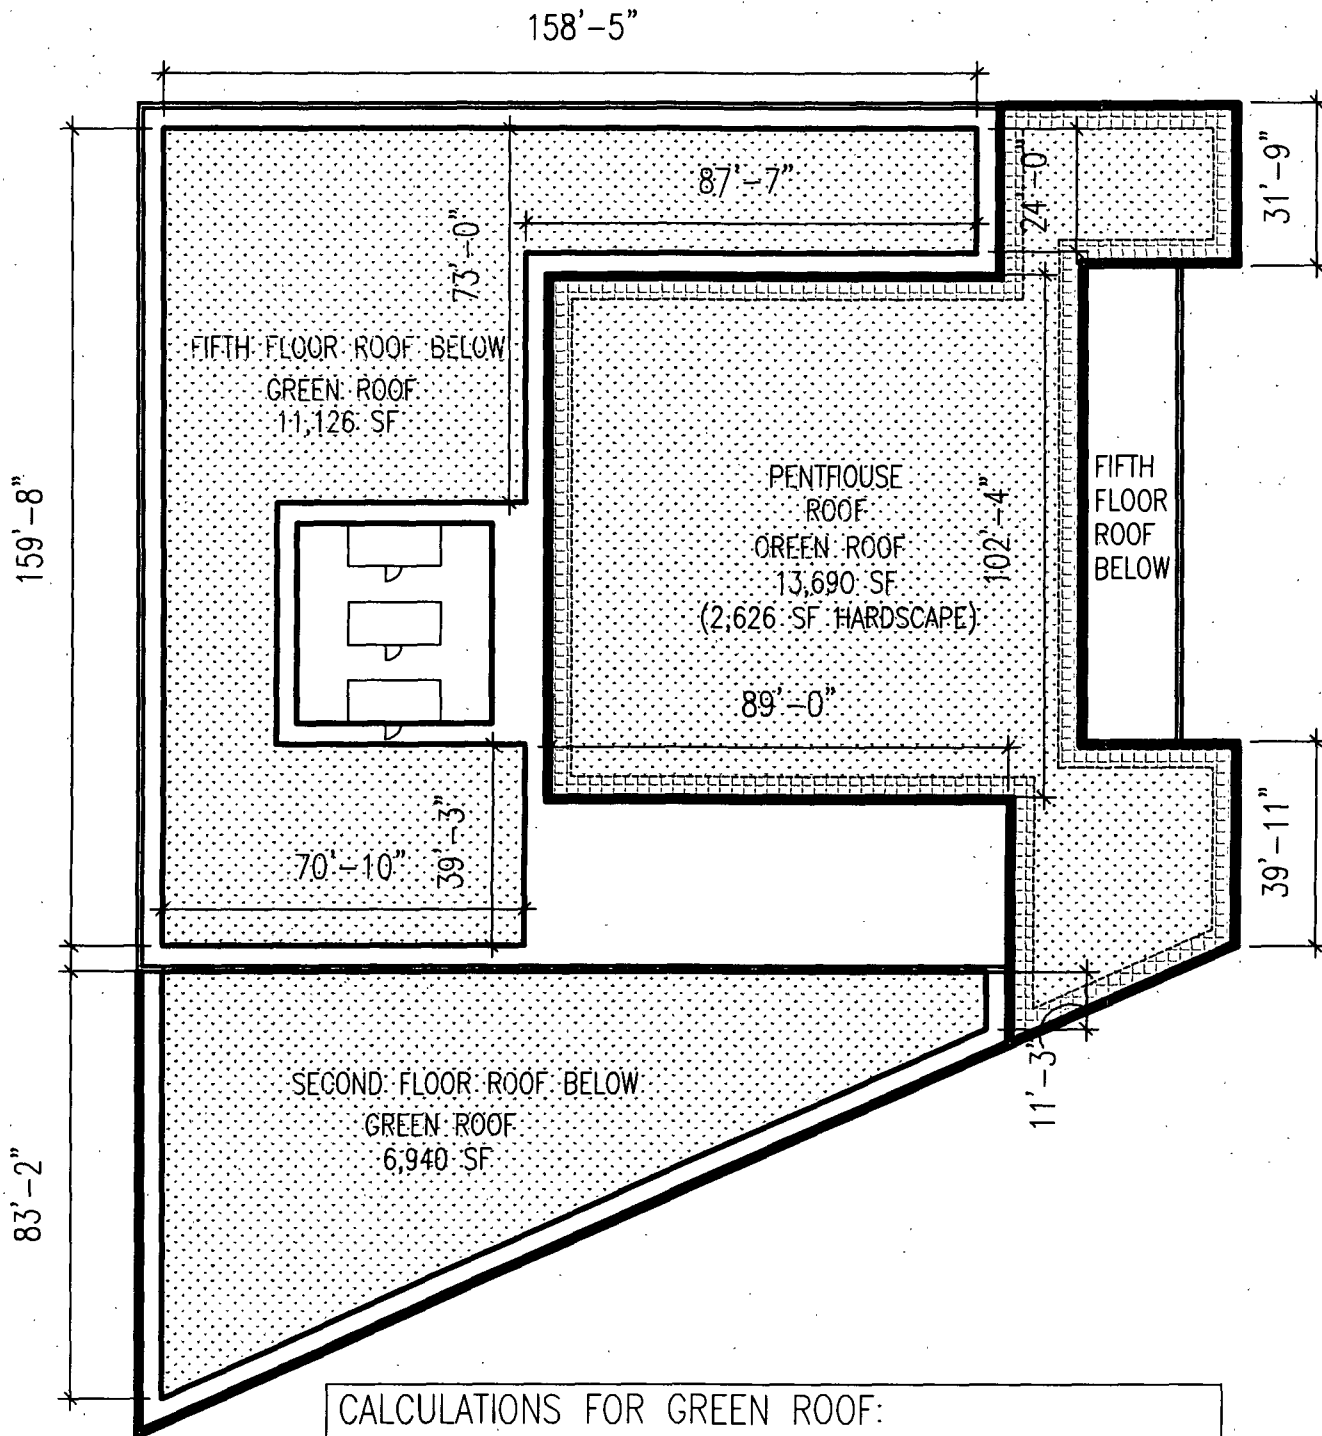 158'-5"
87'-7"
24'-0"
31'-9"
73'-0"
FIFTH FLOOR ROOF BELOW
GREEN ROOF
11,126 SF
159'-8"
PENTHOUSE
ROOF
GREEN ROOF
13,690 SF
(2,626 SF HARDSCAPE)
102'-4"
FIFTH
FLOOR
ROOF
BELOW
89'-0"
70'-10"
39'-3"
39'-11"
11'-3"
SECOND FLOOR ROOF BELOW
GREEN ROOF
6,940 SF
83'-2"
CALCULATIONS FOR GREEN ROOF: